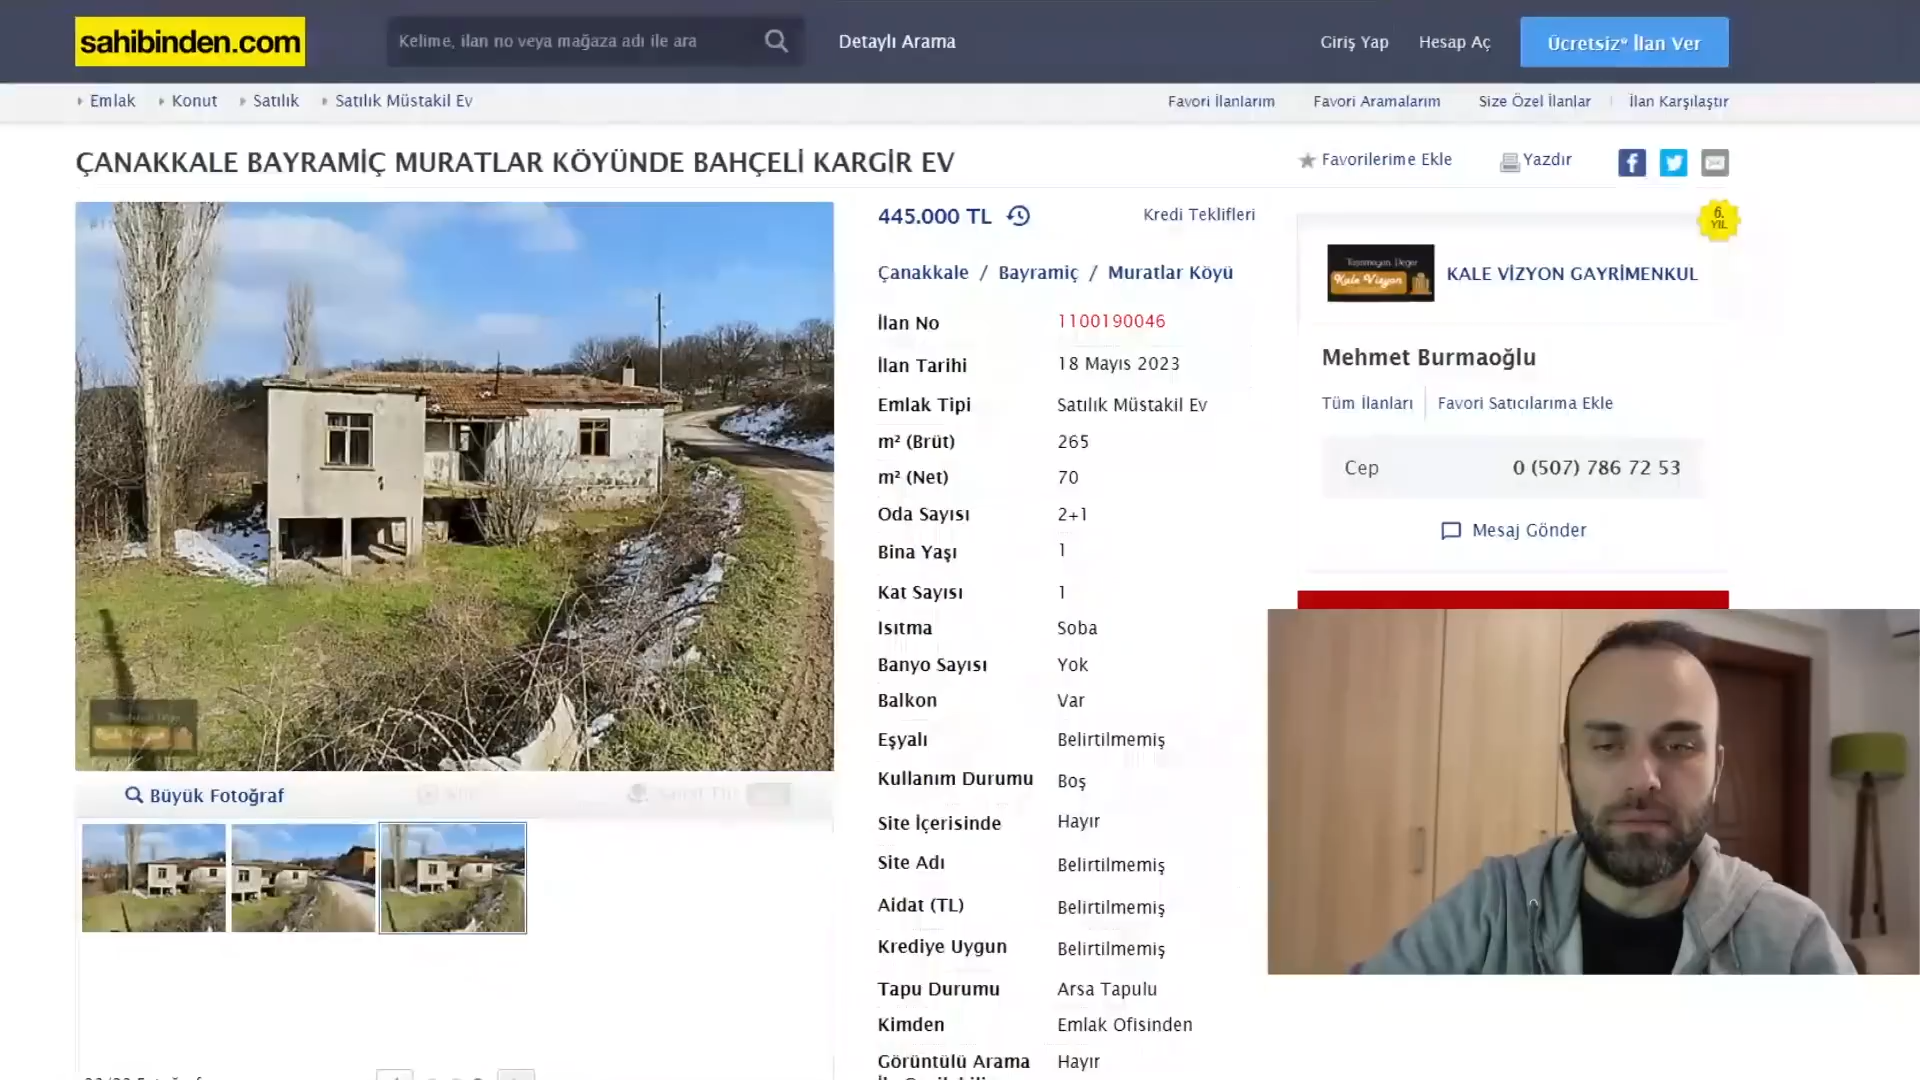 sahibinden.com
Kelime, ilan no veya mağaza adı ile ara
Detaylı Arama
Giriş Yap
Hesap Aç
Ücretsiz* İlan Ver
Emlak
Konut
Satılık
Satılık Müstakil Ev
Favori İlanlarım
Favori Aramalarım
Size Özel İlanlar
İlan Karşılaştır
ÇANAKKALE BAYRAMİÇ MURATLAR KÖYÜNDE BAHÇELİ KARGİR EV
Favorilerime Ekle
Yazdır
445.000 TL
Kredi Teklifleri
Çanakkale / Bayramiç / Muratlar Köyü
İlan No 1100190046
İlan Tarihi 18 Mayıs 2023
Emlak Tipi Satılık Müstakil Ev
m² (Brüt) 265
m² (Net) 70
Oda Sayısı 2+1
Bina Yaşı 1
Kat Sayısı 1
Isıtma Soba
Banyo Sayısı Yok
Balkon Var
Eşyalı Belirtilmemiş
Kullanım Durumu Boş
Site İçerisinde Hayır
Site Adı Belirtilmemiş
Aidat (TL) Belirtilmemiş
Krediye Uygun Belirtilmemiş
Tapu Durumu Arsa Tapulu
Kimden Emlak Ofisinden
Görüntülü Arama Hayır
6.
YIL
Kale Vizyon
KALE VİZYON GAYRİMENKUL
Mehmet Burmaoğlu
Tüm İlanları
Favori Satıcılarıma Ekle
Cep 0 (507) 786 72 53
Mesaj Gönder
Büyük Fotoğraf